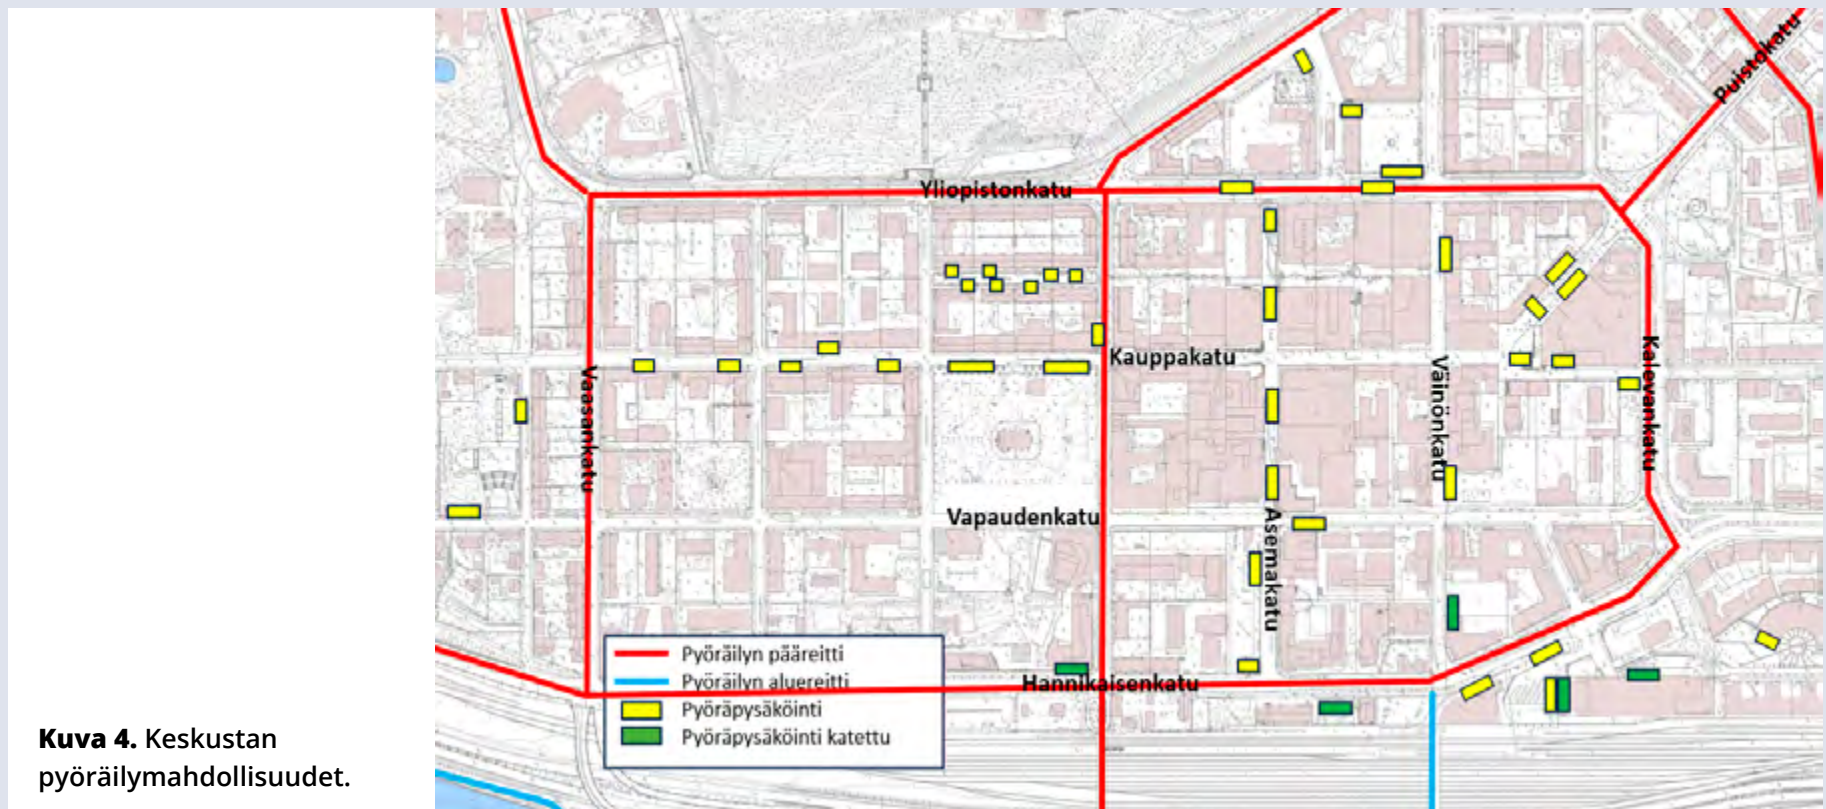 Puistokatu
Yliopistonkatu
Kauppakatu
Vaasankatu
Väinönkatu
Kalevankatu
Vapaudenkatu
Asemakatu
Hannikaisenkatu
Pyöräilyn pääreitti
Pyöräilyn aluereitti
Pyöräpysäköinti
Pyöräpysäköinti katettu
Kuva 4. Keskustan
pyöräilymahdollisuudet.